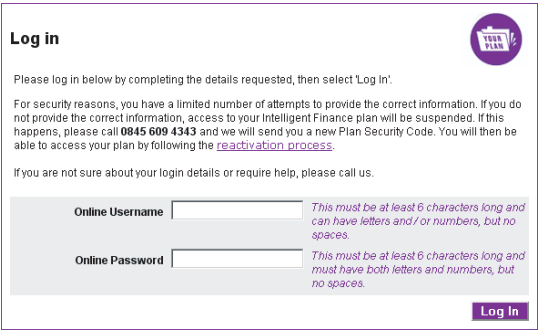 Log in
YOUR
PLAN
Please log in below by completing the details requested, then select 'Log In'.
For security reasons, you have a limited number of attempts to provide the correct information. If you do
not provide the correct information, access to your Intelligent Finance plan will be suspended. If this
happens, please call 0845 609 4343 and we will send you a new Plan Security Code. You will then be
able to access your plan by following the reactivation process.
If you are not sure about your login details or require help, please call us.
Online Username
This must be at least 6 characters long and
can have letters and / or numbers, but no
spaces.
Online Password
This must be at least 6 characters long and
must have both letters and numbers, but
no spaces.
Log In